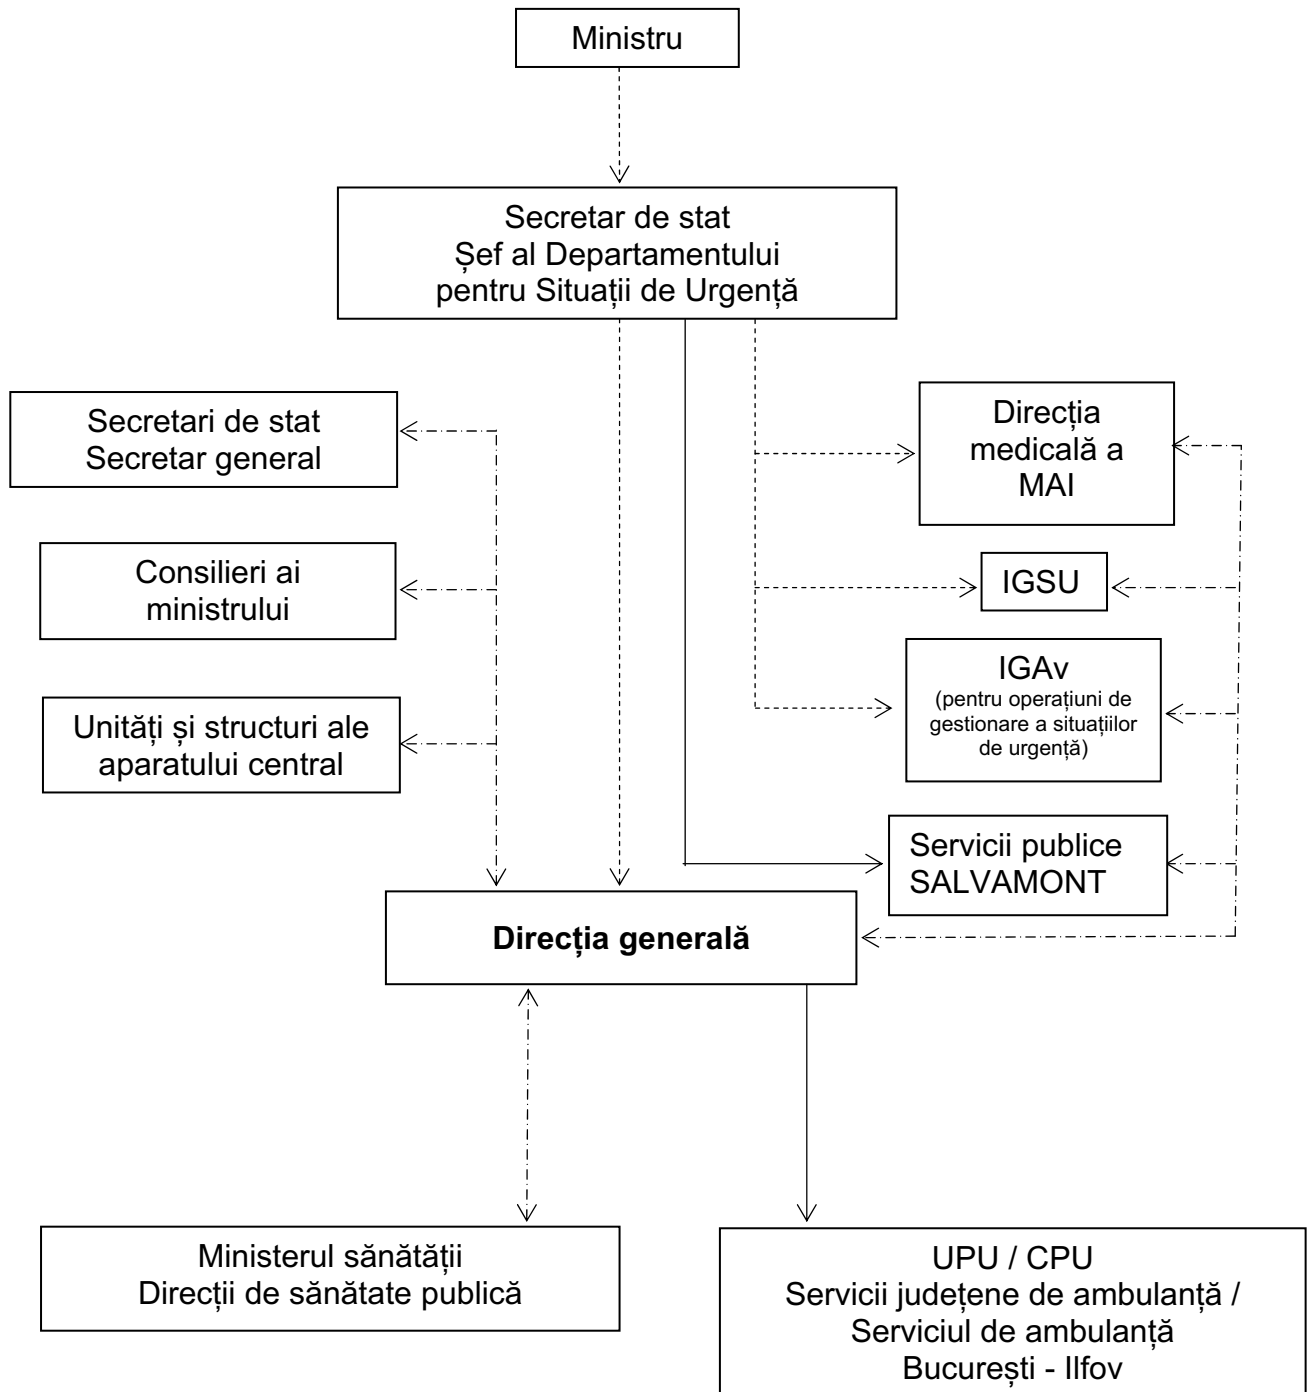 Ministru
Secretar de stat
Șef al Departamentului
pentru Situații de Urgență
Secretari de stat
Secretar general
Consilieri ai
ministrului
Unități și structuri ale
aparatului central
Direcția
medicală a
MAI
IGSU
IGAv
(pentru operațiuni de
gestionare a situațiilor
de urgență)
Servicii publice
SALVAMONT
Direcția generală
Ministerul sănătății
Direcții de sănătate publică
UPU / CPU
Servicii județene de ambulanță /
Serviciul de ambulanță
București - Ilfov